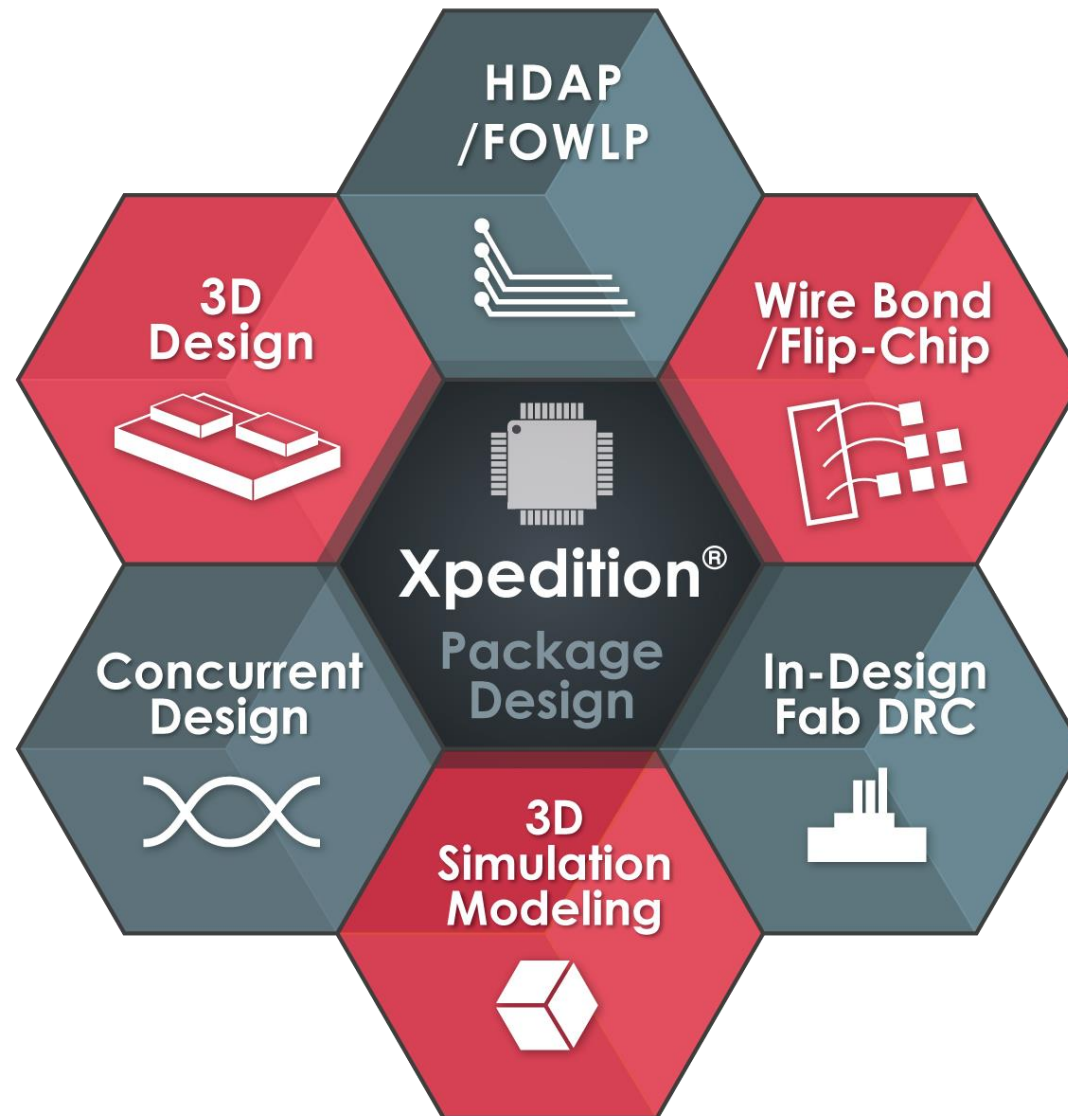 HDAP
/FOWLP
3D
Design
Wire Bond
/Flip-Chip
Xpedition®
Package
Design
Concurrent
Design
In-Design
Fab DRC
3D
Simulation
Modeling